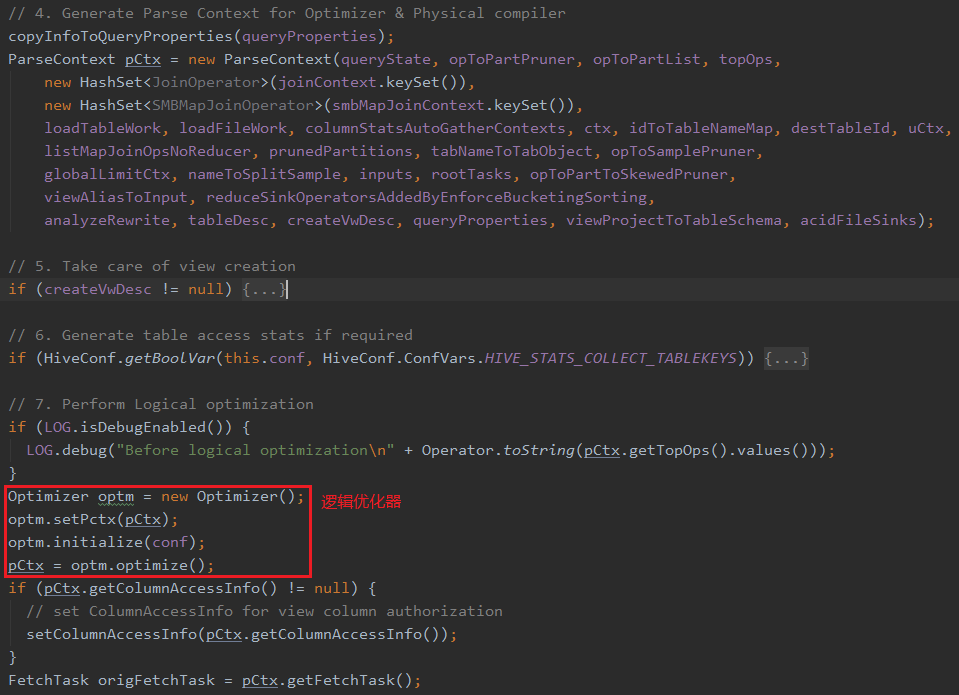 // 4. Generate Parse Context for Optimizer & Physical compiler
copyInfoToQueryProperties(queryProperties);
ParseContext pCtx = new ParseContext(queryState, opToPartPruner, opToPartList, topOps,
new HashSet<JoinOperator>(joinContext.keySet()),
new HashSet<SMBMapJoinOperator>(smbMapJoinContext.keySet()),
loadTableWork, loadFileWork, columnStatsAutoGatherContexts, ctx, idToTableNameMap, destTableId, uCtx,
listMapJoinOpsNoReducer, prunedPartitions, tabNameToTabObject, opToSamplePruner,
globalLimitCtx, nameToSplitSample, inputs, rootTasks, opToPartToSkewedPruner,
viewAliasToInput, reduceSinkOperatorsAddedByEnforceBucketingSorting,
analyzeRewrite, tableDesc, createVwDesc, queryProperties, viewProjectToTableSchema, acidFileSinks);
// 5. Take care of view creation
if (createVwDesc != null) {...}
// 6. Generate table access stats if required
if (HiveConf.getBoolVar(this.conf, HiveConf.ConfVars.HIVE_STATS_COLLECT_TABLEKEYS)) {...}
// 7. Perform Logical optimization
if (LOG.isDebugEnabled()) {
LOG.debug("Before logical optimization\n" + Operator.toString(pCtx.getTopOps().values()));
}
Optimizer optm = new Optimizer();
逻辑优化器
optm.setPctx(pCtx);
optm.initialize(conf);
pCtx = optm.optimize();
if (pCtx.getColumnAccessInfo() != null) {
// set ColumnAccessInfo for view column authorization
setColumnAccessInfo(pCtx.getColumnAccessInfo());
}
FetchTask origFetchTask = pCtx.getFetchTask();